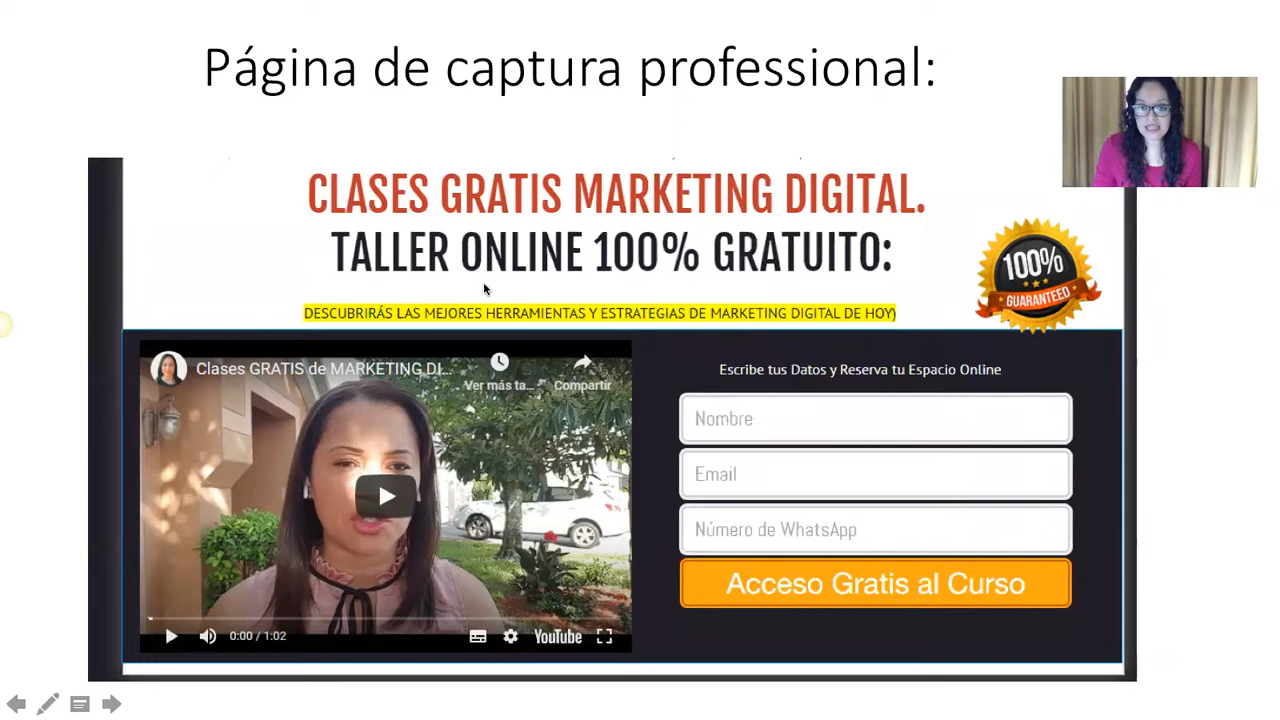 Página de captura professional:
CLASES GRATIS MARKETING DIGITAL.
TALLER ONLINE 100% GRATUITO:
DESCUBRIRÁS LAS MEJORES HERRAMIENTAS Y ESTRATEGIAS DE MARKETING DIGITAL DE HOY)
100%
GUARANTEED
Clases GRATIS de MARKETING DI...
Ver más ta...
Compartir
0:00 / 1:02
YouTube
Escribe tus Datos y Reserva tu Espacio Online
Nombre
Email
Número de WhatsApp
Acceso Gratis al Curso